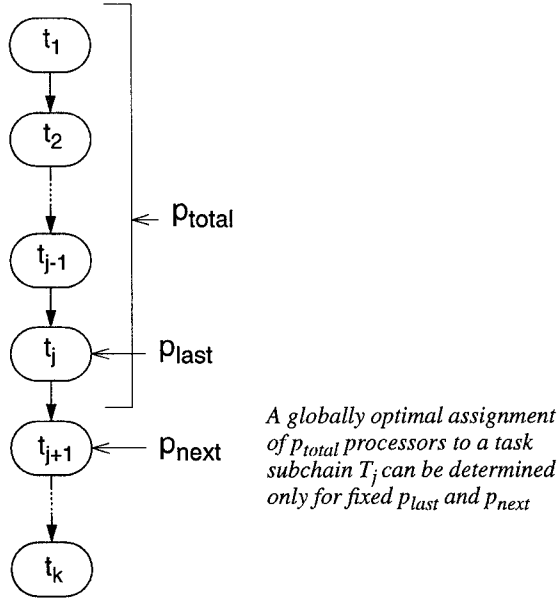 t1
t2
tj-1
ptotal
tj
plast
tj+1
pnext
tk
A globally optimal assignment
of ptotal processors to a task
subchain Tj can be determined
only for fixed plast and pnext